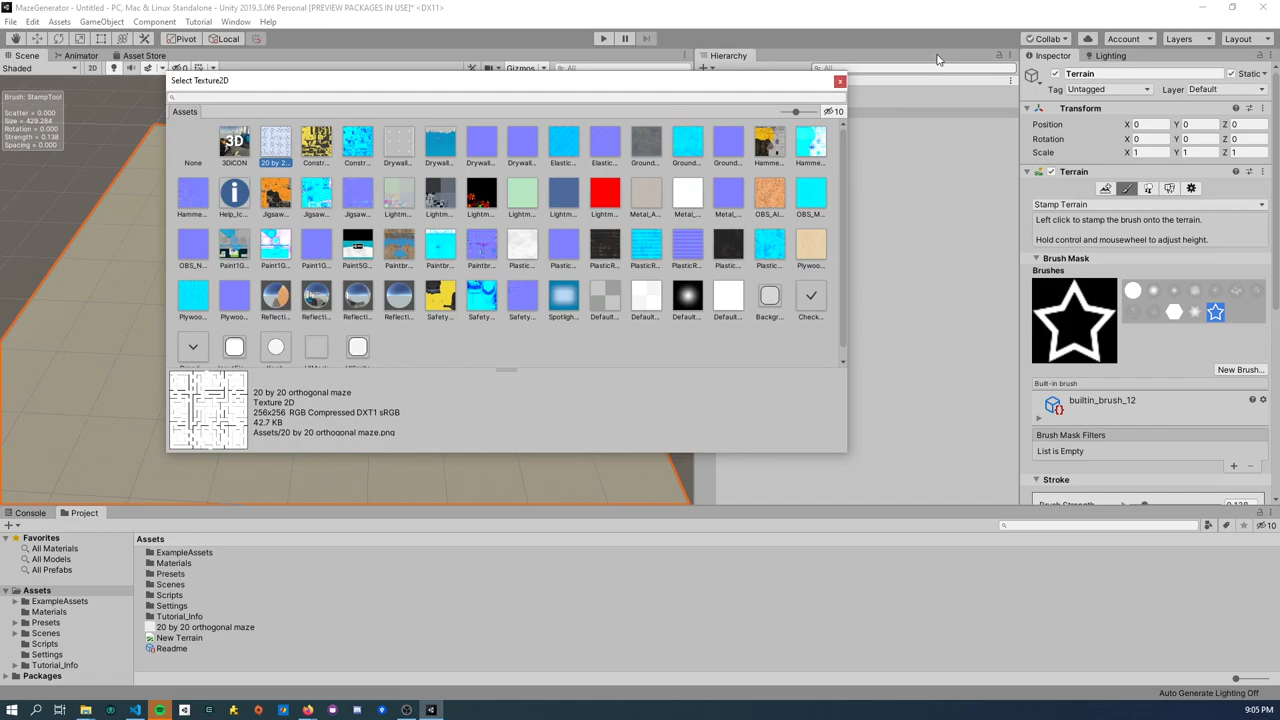 MazeGenerator - Untitled - PC, Mac & Linux Standalone - Unity 2019.3.0f6 Personal [PREVIEW PACKAGES IN USE]* <DX11>
File Edit Assets GameObject Component Tutorial Window Help
Pivot Local Collab Account Layers Layout
Scene Game Asset Store Hierarchy Inspector Lighting
Shaded 2D 0 Gizmos All All
Select Texture2D
Assets 10
Brush: StampTool
Scatter = 0.000
Size = 429.284
Rotation = 0.000
Strength = 0.138
Spacing = 0.000
None 3DICON 20 by 2... Constr... Constr... Drywall... Drywall... Drywall... Drywall... Elastic... Elastic... Ground... Ground... Ground... Hamme... Hamme...
Hamme... Help_Ic... Jigsaw... Jigsaw... Jigsaw... Lightm... Lightm... Lightm... Lightm... Lightm... Lightm... Metal_A... Metal_... Metal_... OBS_Al... OBS_M...
OBS_N... Paint1G... Paint1G... Paint1G... Paint5G... Paintbr... Paintbr... Paintbr... Plastic... Plastic... PlasticR... PlasticR... PlasticR... Plastic... Plastic... Plywoo...
Plywoo... Plywoo... Reflecti... Reflecti... Reflecti... Reflecti... Safety... Safety... Safety... Spotligh... Default... Default... Default... Default... Backgr... Check...
20 by 20 orthogonal maze
Texture 2D
256x256 RGB Compressed DXT1 sRGB
42.7 KB
Assets/20 by 20 orthogonal maze.png
Terrain Static
Tag Untagged Layer Default
Transform
Position X 0 Y 0 Z 0
Rotation X 0 Y 0 Z 0
Scale X 1 Y 1 Z 1
Terrain
Stamp Terrain
Left click to stamp the brush onto the terrain.
Hold control and mousewheel to adjust height.
Brush Mask
Brushes
New Brush...
Built-in brush
builtin_brush_12
Brush Mask Filters
List is Empty
Stroke
Brush Strength 0.138
Console Project
10
Favorites
All Materials
All Models
All Prefabs
Assets
ExampleAssets
Materials
Presets
Scenes
Scripts
Settings
Tutorial_Info
Packages
Assets
ExampleAssets
Materials
Presets
Scenes
Scripts
Settings
Tutorial_Info
20 by 20 orthogonal maze
New Terrain
Readme
Auto Generate Lighting Off
9:05 PM